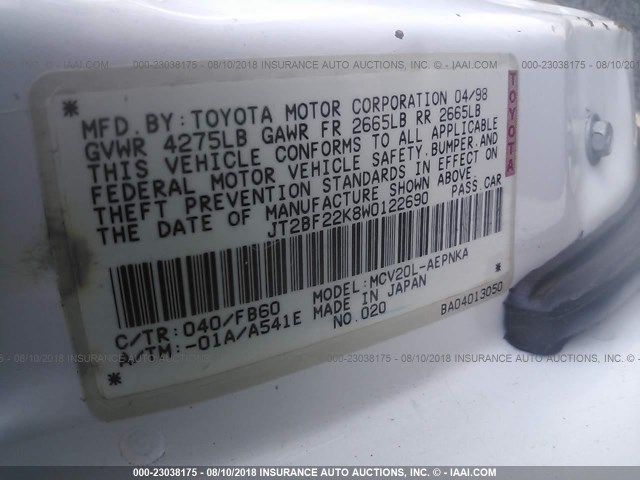 000-23038175 - 08/10/2018 INSURANCE AUTO AUCTIONS, INC. - © IAAI.COM
MFD. BY: TOYOTA MOTOR CORPORATION 04/98
GVWR 4275LB GAWR FR 2665LB RR 2665LB
THIS VEHICLE CONFORMS TO ALL APPLICABLE
FEDERAL MOTOR VEHICLE SAFETY, BUMPER, AND
THEFT PREVENTION STANDARDS IN EFFECT ON
THE DATE OF MANUFACTURE SHOWN ABOVE.
JT2BF22K8W0122690 PASS.CAR
TOYOTA
C/TR: 040/FB60 MODEL: MCV20L-AEPNKA
A/TM: -01A/A541E MADE IN JAPAN
NO.020 BA04013050
000-23038175 - 08/10/2018 INSURANCE AUTO AUCTIONS, INC. - © IAAI.COM